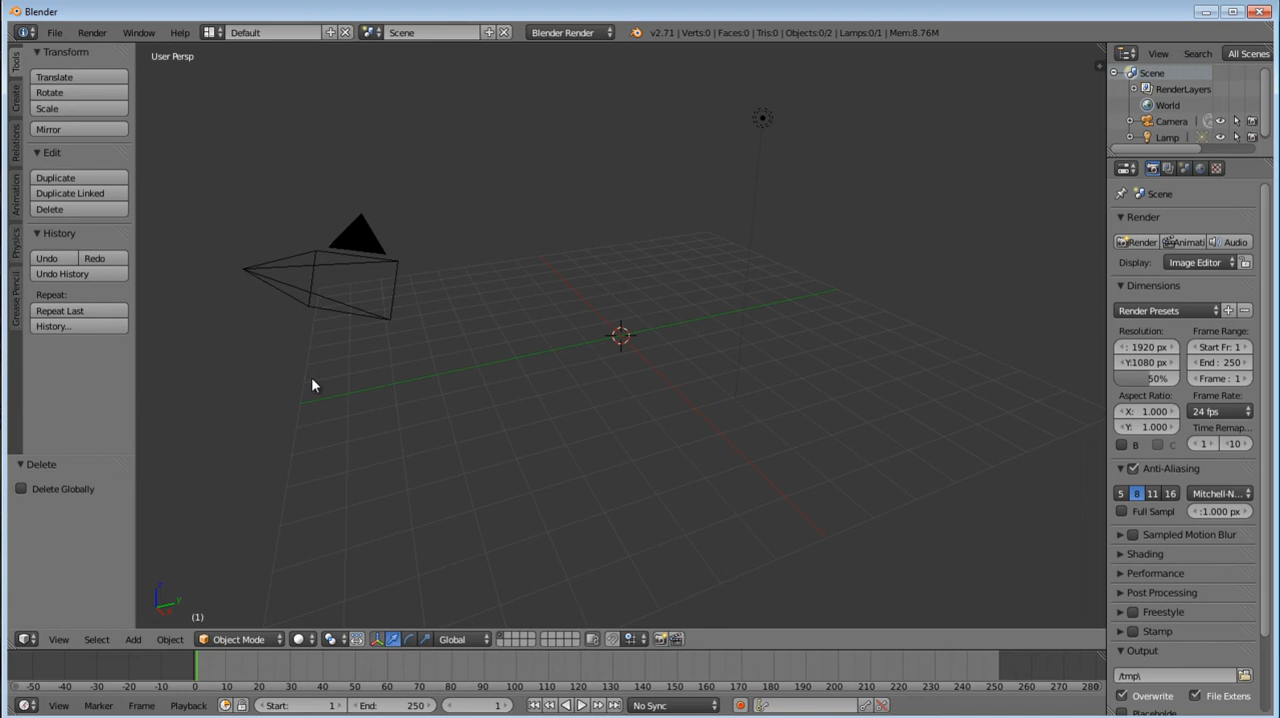 Blender
File Render Window Help Default Scene Blender Render v2.71 | Verts:0 | Faces:0 | Tris:0 | Objects:0/2 | Lamps:0/1 | Mem:8.76M
Tools
Create
Relations
Animation
Physics
Grease Pencil
Transform
Translate
Rotate
Scale
Mirror
Edit
Duplicate
Duplicate Linked
Delete
History
Undo Redo
Undo History
Repeat:
Repeat Last
History...
Delete
Delete Globally
User Persp
z
y
(1)
View Select Add Object Object Mode Global
-50 -40 -30 -20 -10 0 10 20 30 40 50 60 70 80 90 100 110 120 130 140 150 160 170 180 190 200 210 220 230 240 250 260 270 280
View Marker Frame Playback Start: 1 End: 250 1 No Sync
View Search All Scenes
Scene
RenderLayers
World
Camera
Lamp
Scene
Render
Render Animati Audio
Display: Image Editor
Dimensions
Render Presets
Resolution: Frame Range:
: 1920 px Start Fr: 1
Y:1080 px End : 250
50% Frame : 1
Aspect Ratio: Frame Rate:
X: 1.000 24 fps
Y: 1.000 Time Remap...
B C 1 10
Anti-Aliasing
5 8 11 16 Mitchell-N...
Full Sampl :1.000 px
Sampled Motion Blur
Shading
Performance
Post Processing
Freestyle
Stamp
Output
/tmp\
Overwrite File Extens